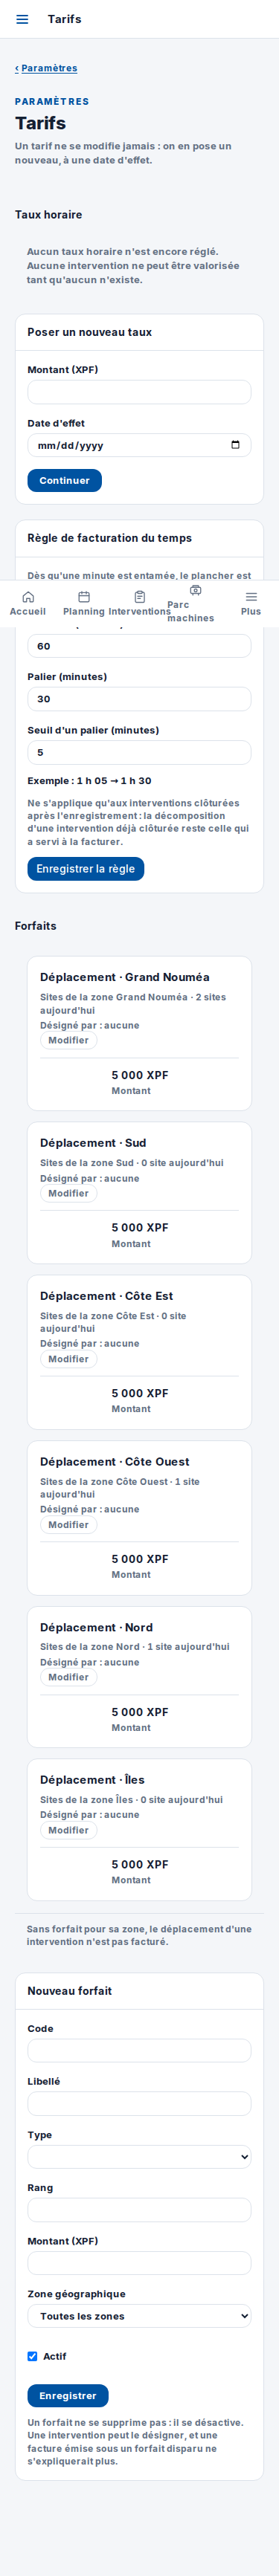 Tarifs
‹ Paramètres
PARAMÈTRES
Tarifs
Un tarif ne se modifie jamais : on en pose un
nouveau, à une date d'effet.
Taux horaire
Aucun taux horaire n'est encore réglé.
Aucune intervention ne peut être valorisée
tant qu'aucun n'existe.
Poser un nouveau taux
Montant (XPF)
Date d'effet
mm/dd/yyyy
Continuer
Règle de facturation du temps
Dès qu'une minute est entamée, le plancher est
Accueil
Planning
Interventions
Parc
machines
Plus
60
Palier (minutes)
30
Seuil d'un palier (minutes)
5
Exemple : 1 h 05 → 1 h 30
Ne s'applique qu'aux interventions clôturées
après l'enregistrement : la décomposition
d'une intervention déjà clôturée reste celle qui
a servi à la facturer.
Enregistrer la règle
Forfaits
Déplacement · Grand Nouméa
Sites de la zone Grand Nouméa · 2 sites
aujourd'hui
Désigné par : aucune
Modifier
5 000 XPF
Montant
Déplacement · Sud
Sites de la zone Sud · 0 site aujourd'hui
Désigné par : aucune
Modifier
5 000 XPF
Montant
Déplacement · Côte Est
Sites de la zone Côte Est · 0 site
aujourd'hui
Désigné par : aucune
Modifier
5 000 XPF
Montant
Déplacement · Côte Ouest
Sites de la zone Côte Ouest · 1 site
aujourd'hui
Désigné par : aucune
Modifier
5 000 XPF
Montant
Déplacement · Nord
Sites de la zone Nord · 1 site aujourd'hui
Désigné par : aucune
Modifier
5 000 XPF
Montant
Déplacement · Îles
Sites de la zone Îles · 0 site aujourd'hui
Désigné par : aucune
Modifier
5 000 XPF
Montant
Sans forfait pour sa zone, le déplacement d'une
intervention n'est pas facturé.
Nouveau forfait
Code
Libellé
Type
Rang
Montant (XPF)
Zone géographique
Toutes les zones
Actif
Enregistrer
Un forfait ne se supprime pas : il se désactive.
Une intervention peut le désigner, et une
facture émise sous un forfait disparu ne
s'expliquerait plus.